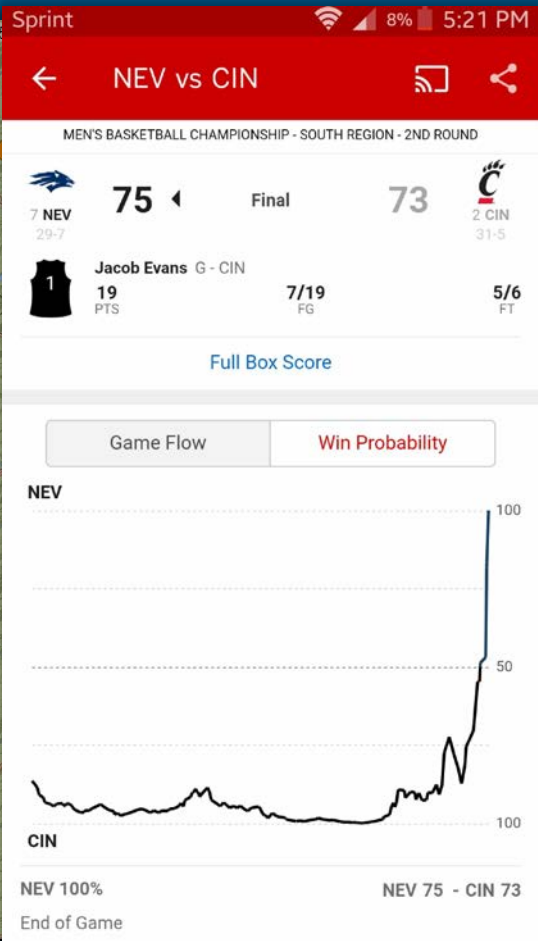 Sprint 8% 5:21 PM
NEV vs CIN
MEN'S BASKETBALL CHAMPIONSHIP - SOUTH REGION - 2ND ROUND
75 Final 73
7 NEV 2 CIN
29-7 31-5
Jacob Evans G - CIN
1
19 7/19 5/6
PTS FG FT
Full Box Score
Game Flow Win Probability
NEV
100
50
100
CIN
NEV 100% NEV 75 - CIN 73
End of Game